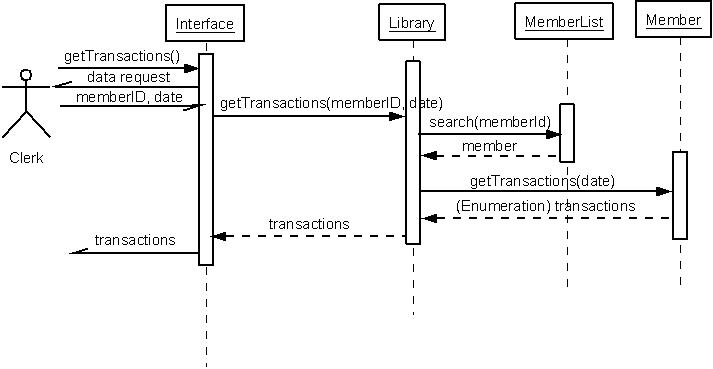 Interface
Library
MemberList
Member
getTransactions()
data request
memberID, date
getTransactions(memberID, date)
search(memberId)
member
Clerk
getTransactions(date)
(Enumeration) transactions
transactions
transactions